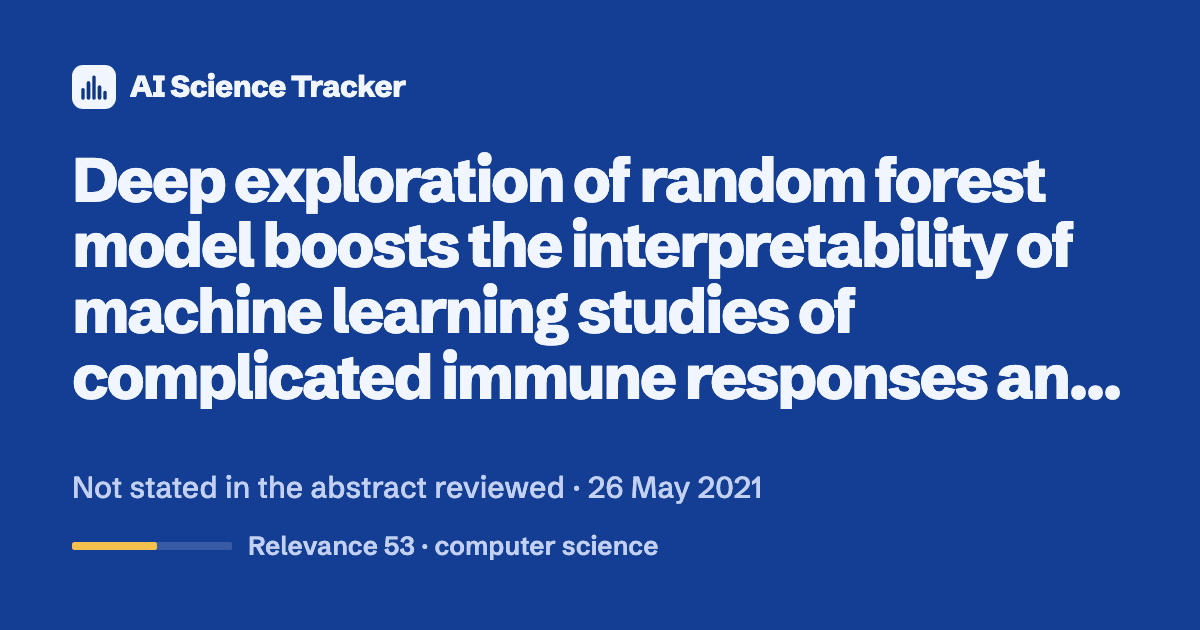 AI Science Tracker
Deep exploration of random forest
model boosts the interpretability of
machine learning studies of
complicated immune responses an...
Not stated in the abstract reviewed · 26 May 2021
Relevance 53 · computer science